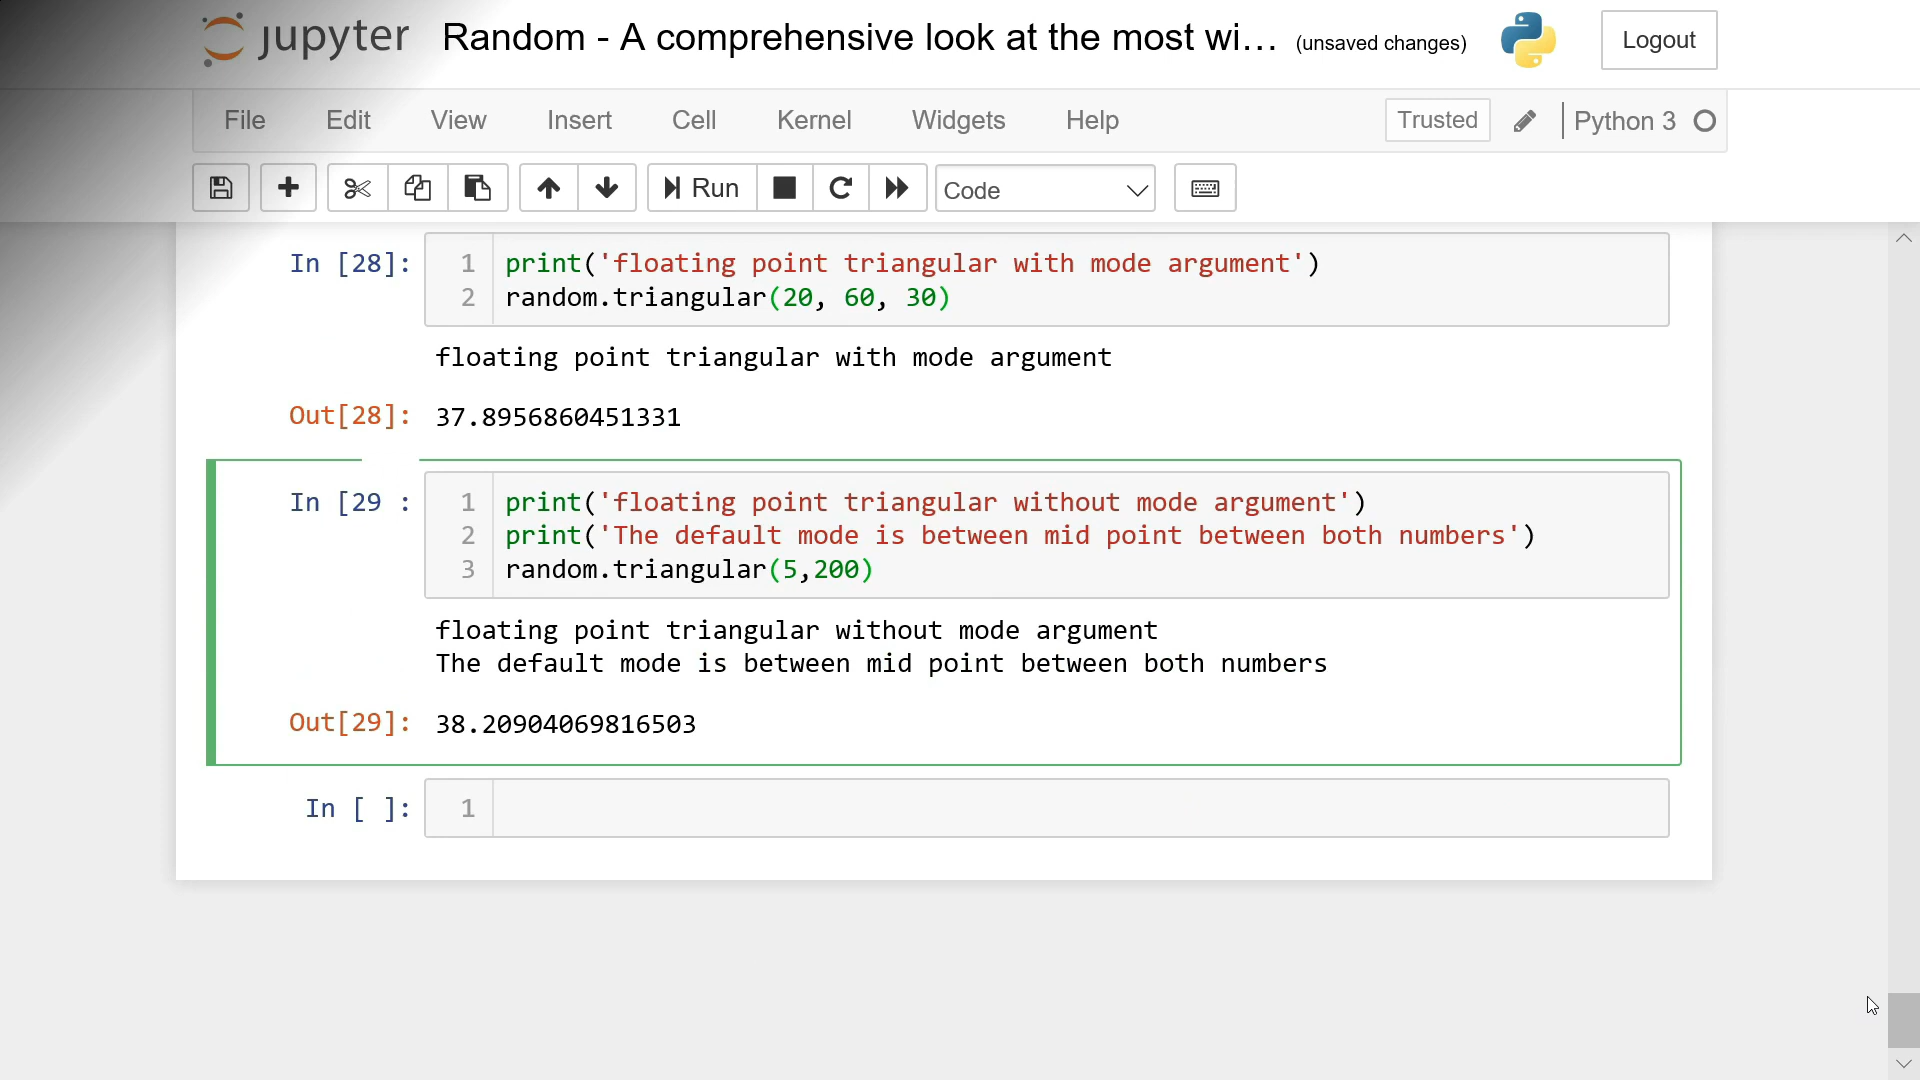 jupyter Random - A comprehensive look at the most wi... (unsaved changes) Logout
File Edit View Insert Cell Kernel Widgets Help Trusted Python 3
Run Code
In [28]: 1 print('floating point triangular with mode argument')
2 random.triangular(20, 60, 30)
floating point triangular with mode argument
Out[28]: 37.8956860451331
In [29 : 1 print('floating point triangular without mode argument')
2 print('The default mode is between mid point between both numbers')
3 random.triangular(5,200)
floating point triangular without mode argument
The default mode is between mid point between both numbers
Out[29]: 38.20904069816503
In [ ]: 1